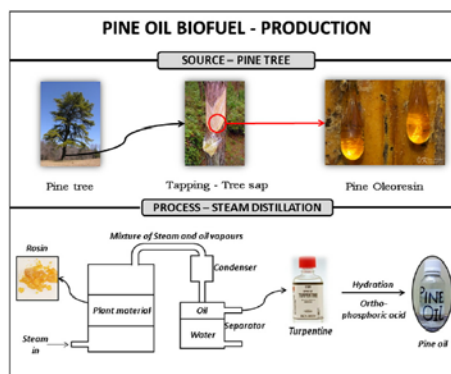 PINE OIL BIOFUEL - PRODUCTION
SOURCE – PINE TREE
Pine tree
Tapping - Tree sap
Pine Oleoresin
PROCESS – STEAM DISTILLATION
Mixture of Steam and oil vapours
Rosin
Condenser
Plant material
Oil
Water
Separator
Steam
in
TURPENTINE
Turpentine
Hydration
Ortho-
phosphoric acid
PINE
OIL
Pine oil